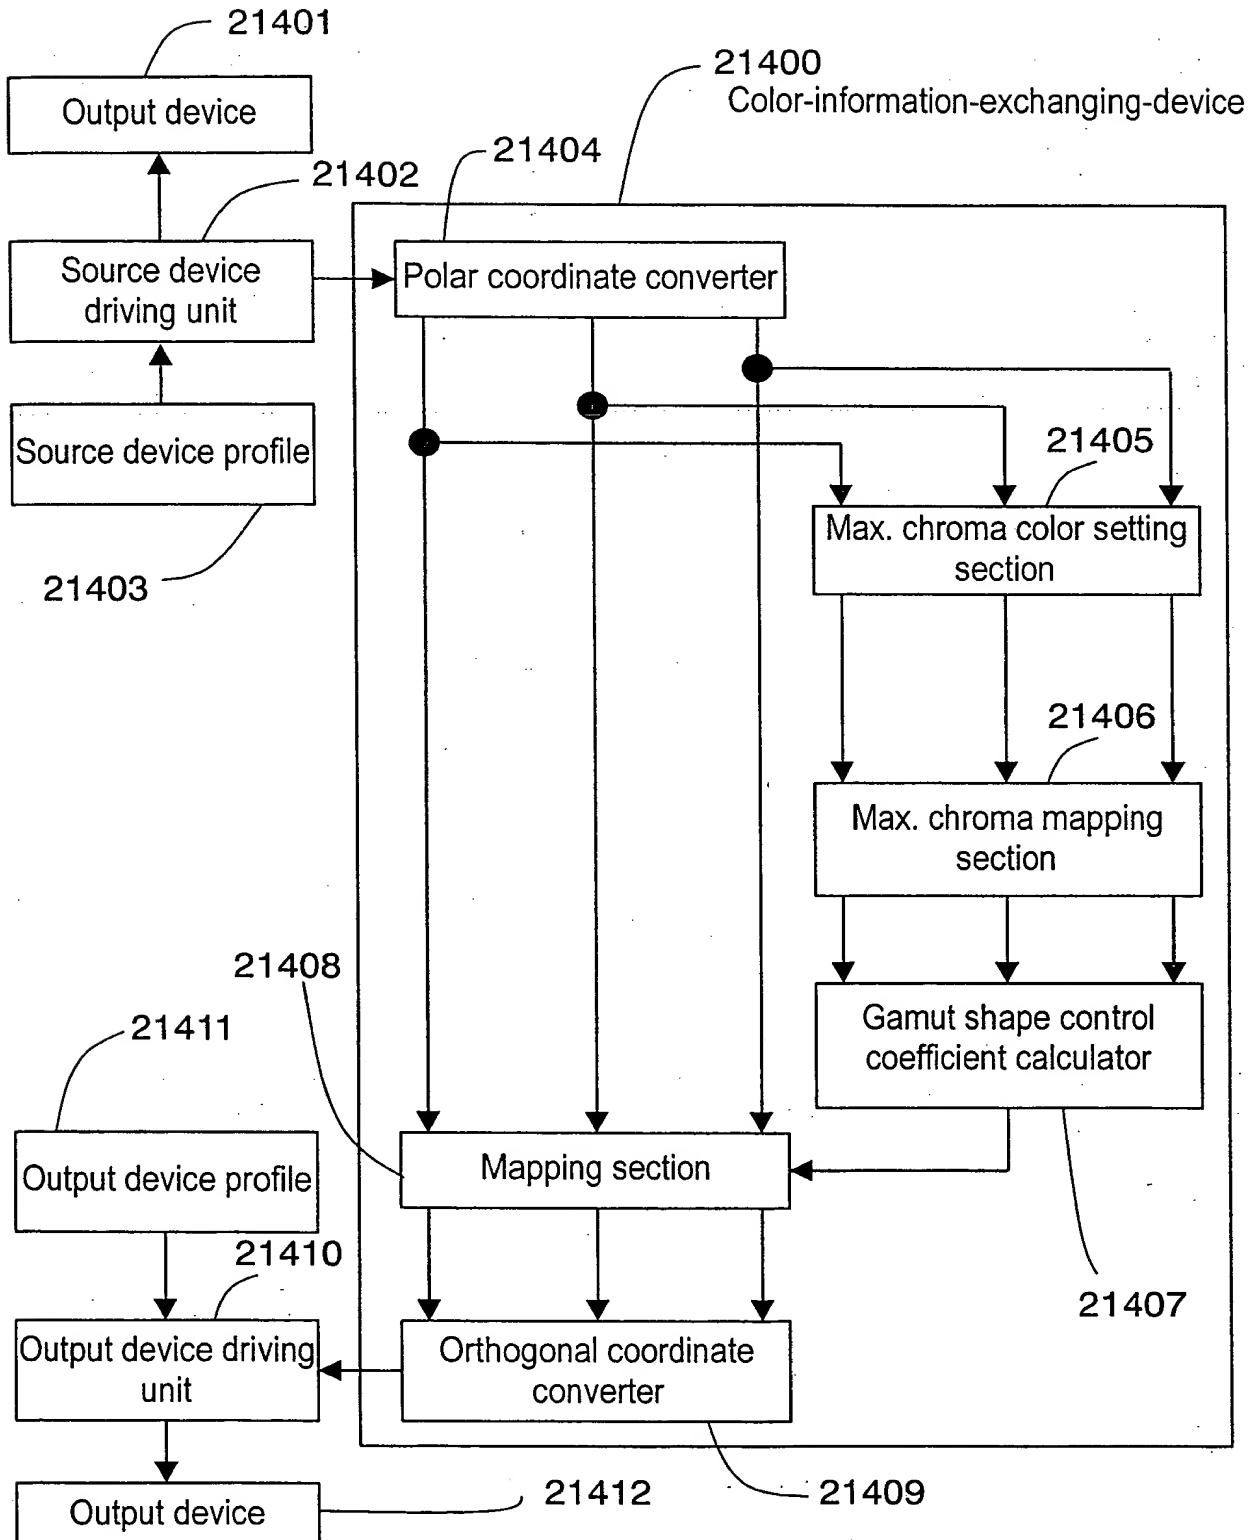 21401
Output device
21400
Color-information-exchanging-device
21404
21402
Source device
driving unit
Polar coordinate converter
Source device profile
21403
21405
Max. chroma color setting
section
21406
Max. chroma mapping
section
21408
Gamut shape control
coefficient calculator
21411
Output device profile
Mapping section
21410
21407
Output device driving
unit
Orthogonal coordinate
converter
21412
21409
Output device